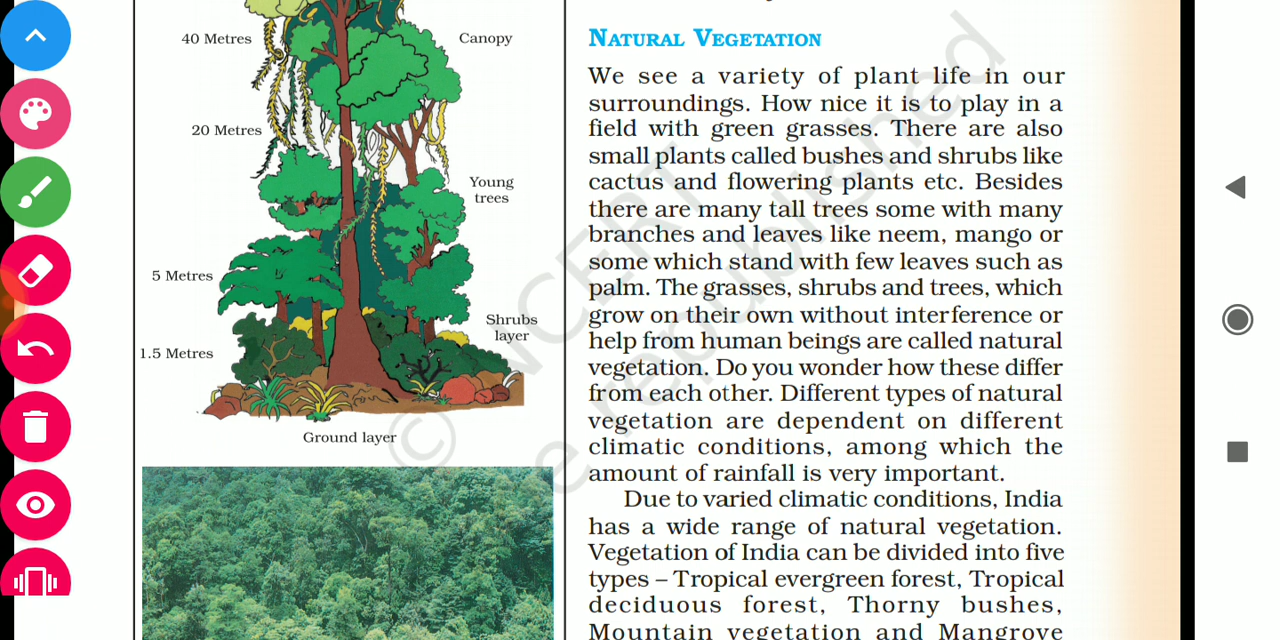 40 Metres
Canopy
20 Metres
Young
trees
5 Metres
Shrubs
layer
1.5 Metres
Ground layer
NATURAL VEGETATION
We see a variety of plant life in our
surroundings. How nice it is to play in a
field with green grasses. There are also
small plants called bushes and shrubs like
cactus and flowering plants etc. Besides
there are many tall trees some with many
branches and leaves like neem, mango or
some which stand with few leaves such as
palm. The grasses, shrubs and trees, which
grow on their own without interference or
help from human beings are called natural
vegetation. Do you wonder how these differ
from each other. Different types of natural
vegetation are dependent on different
climatic conditions, among which the
amount of rainfall is very important.
Due to varied climatic conditions, India
has a wide range of natural vegetation.
Vegetation of India can be divided into five
types – Tropical evergreen forest, Tropical
deciduous forest, Thorny bushes,
Mountain vegetation and Mangrove
© NCERT
republished